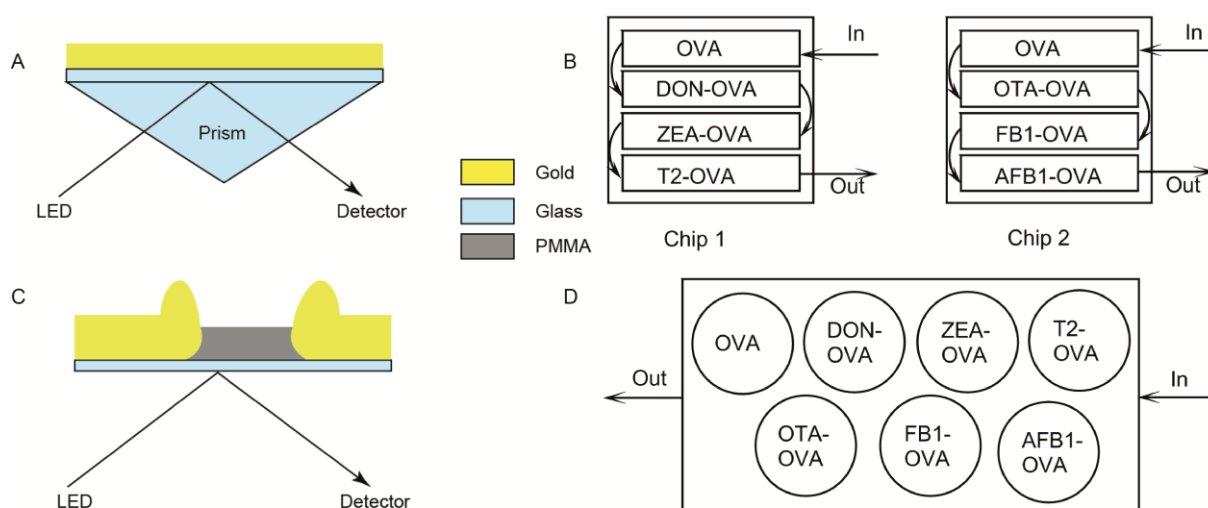 A
Prism
LED
Detector
Gold
Glass
PMMA
B
OVA
DON-OVA
ZEA-OVA
T2-OVA
In
Out
Chip 1
OVA
OTA-OVA
FB1-OVA
AFB1-OVA
In
Out
Chip 2
C
LED
Detector
D
Out
In
OVA
DON-
OVA
ZEA-
OVA
T2-
OVA
OTA-
OVA
FB1-
OVA
AFB1-
OVA